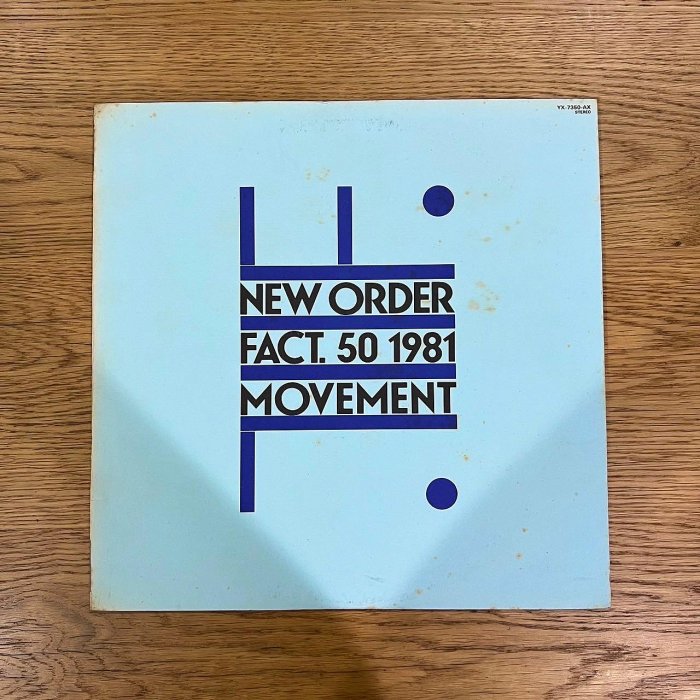 YX-7360-AX
STEREO
NEW ORDER
FACT. 50 1981
MOVEMENT